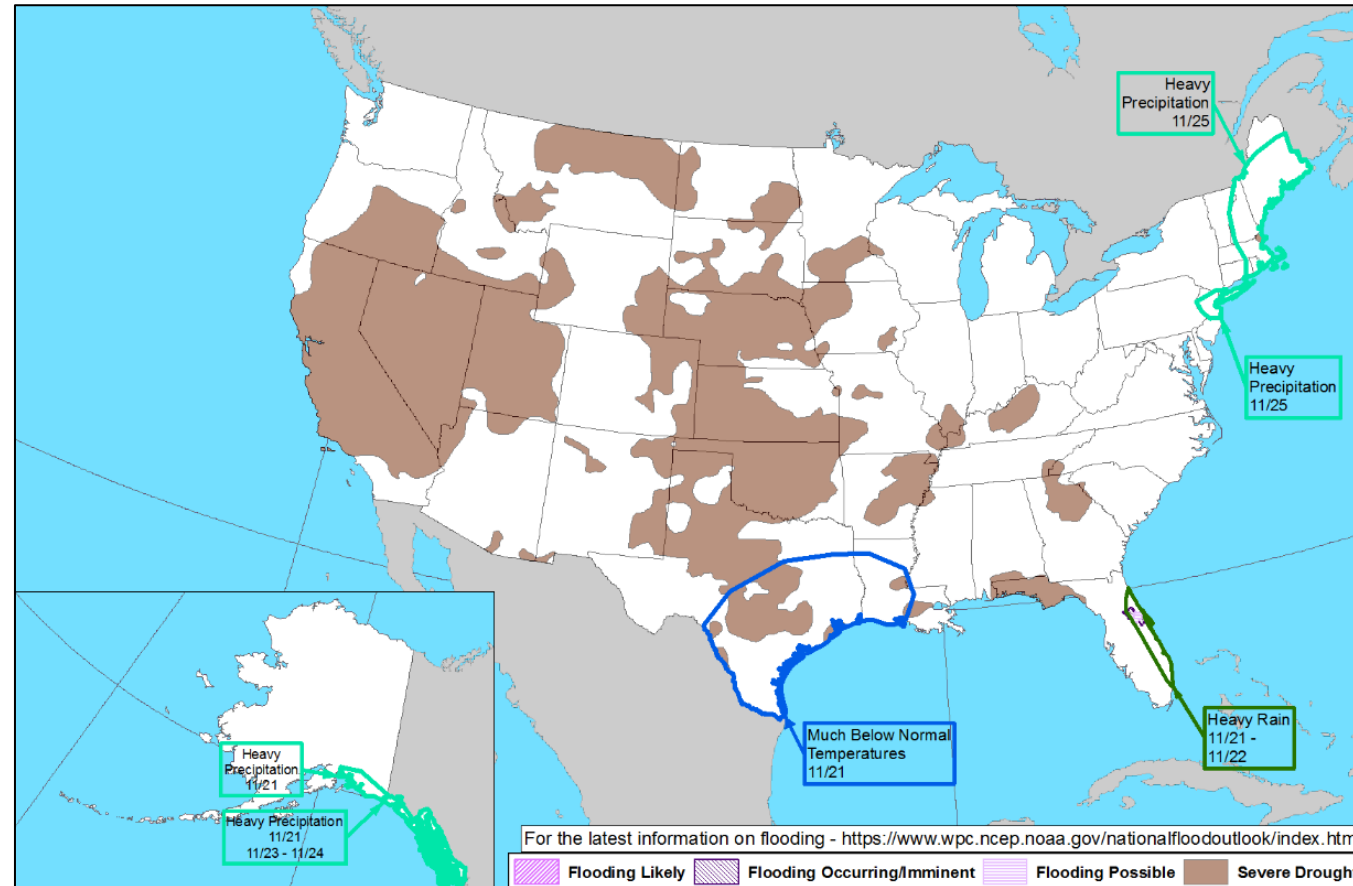 Heavy
Precipitation
11/25
Heavy
Precipitation
11/25
Heavy Rain
11/21 -
11/22
Much Below Normal
Temperatures
11/21
Heavy
Precipitation
11/21
Heavy Precipitation
11/21
11/23 - 11/24
For the latest information on flooding - https://www.wpc.ncep.noaa.gov/nationalfloodoutlook/index.htm
Flooding Likely Flooding Occurring/Imminent Flooding Possible Severe Drough